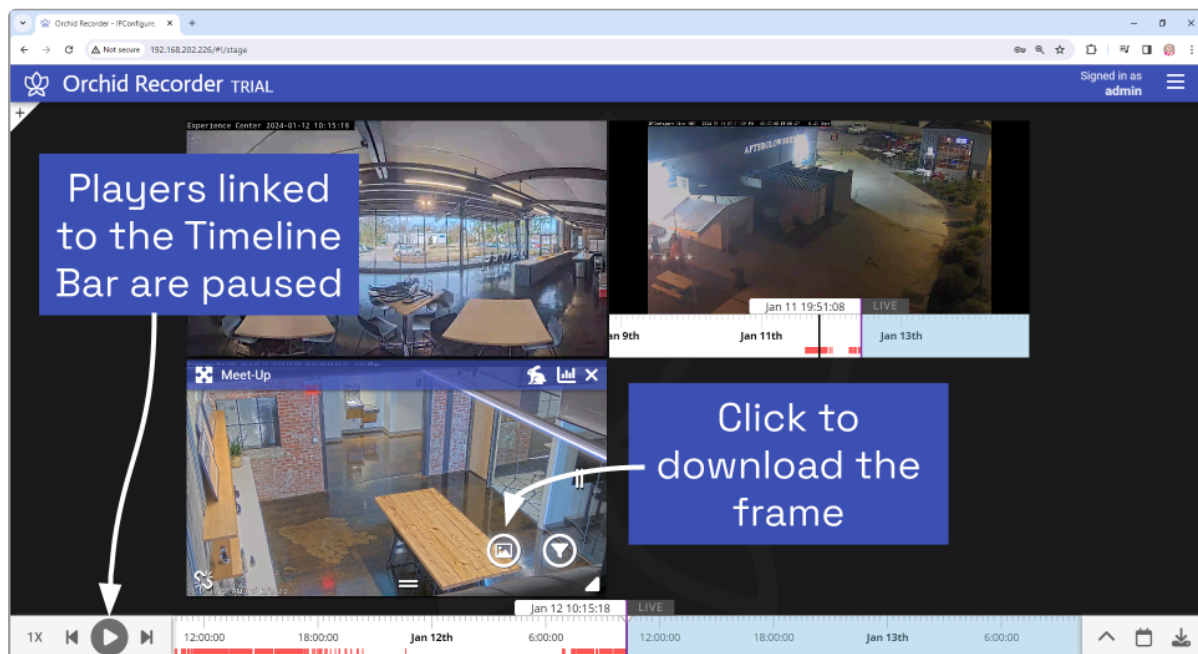 Orchid Recorder - IPConfigure,
Not secure 192.168.202.226/#!/stage
Orchid Recorder TRIAL
Signed in as
admin
Experience Center 2024-01-12 10:15:18
AFTERGLOW
Players linked
to the Timeline
Bar are paused
Jan 11 19:51:08 LIVE
an 9th Jan 11th Jan 13th
Meet-Up
Click to
download the
frame
Jan 12 10:15:18 LIVE
1X 12:00:00 18:00:00 Jan 12th 6:00:00 12:00:00 18:00:00 Jan 13th 6:00:00